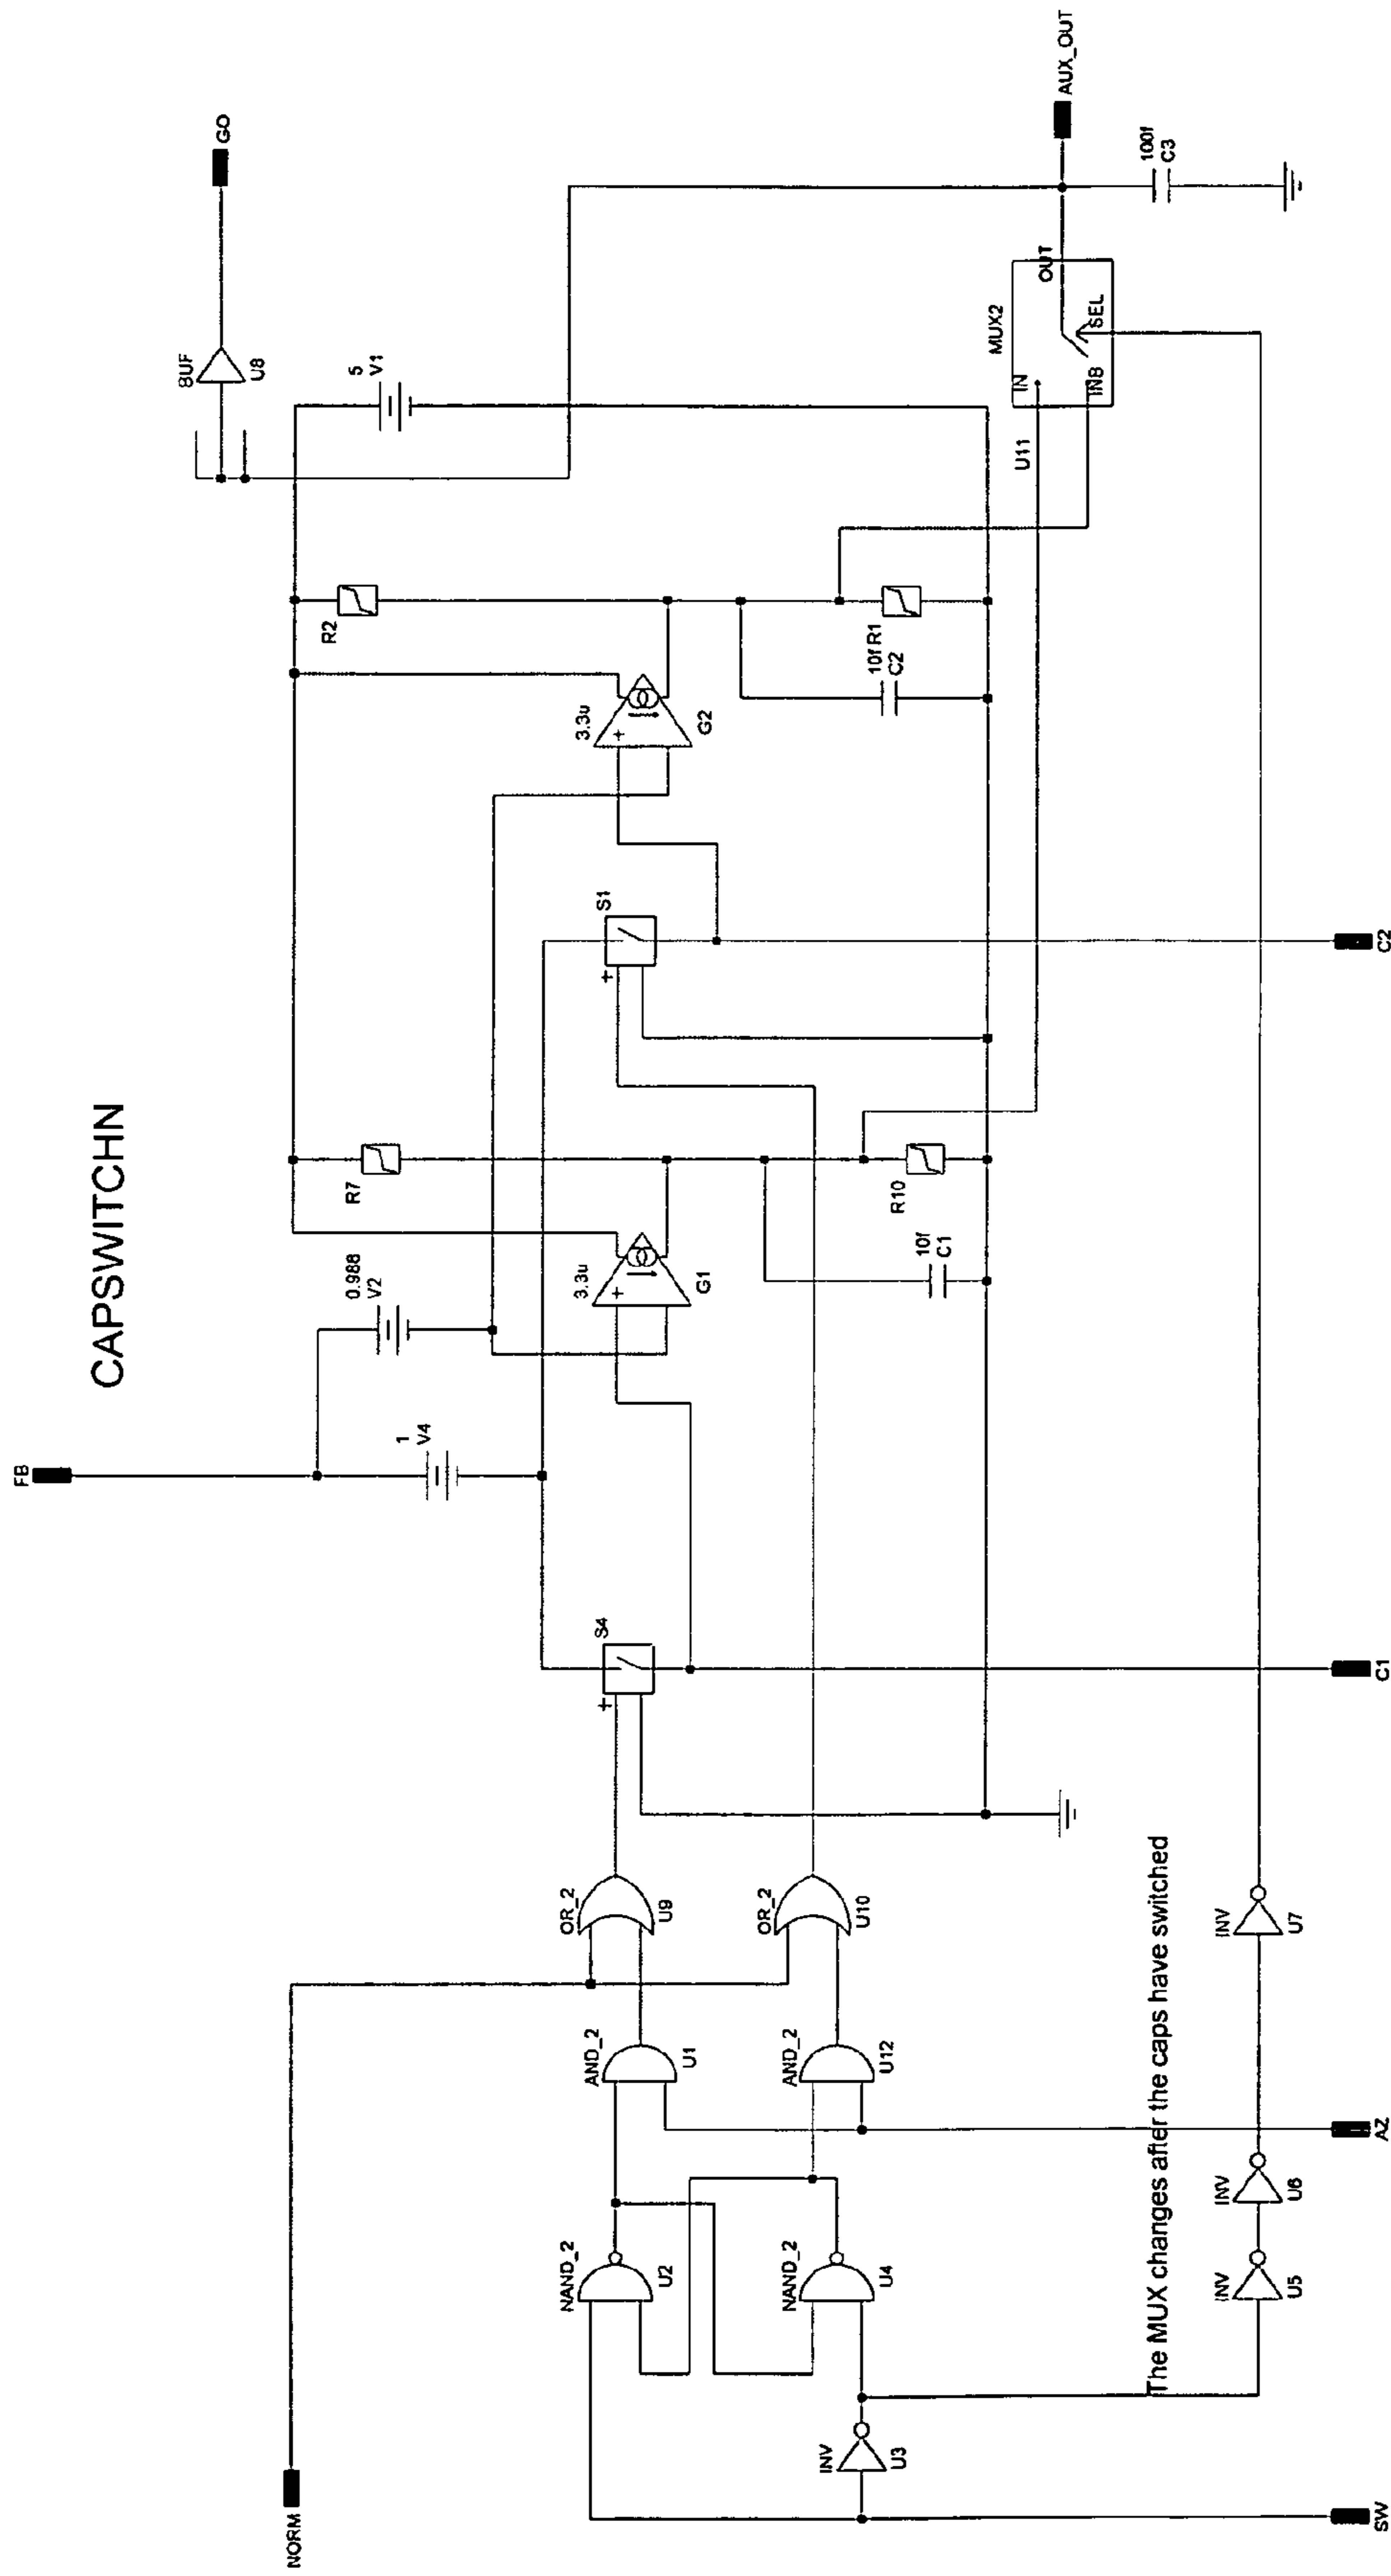 CAPSWITCHN
FB
NORM
SW
AZ
C1
C2
GO
AUX_OUT
1
V4
0.988
V2
5
V1
BUF
U8
NAND_2
U2
NAND_2
U4
INV
U3
AND_2
U1
AND_2
U12
OR_2
U9
OR_2
U10
S4
+
S1
+
3.3u
+
G1
3.3u
+
G2
R7
R10
10f
C1
R2
R1
10f
C2
MUX2
IN
INB
OUT
SEL
U11
100f
C3
INV
U5
INV
U6
INV
U7
The MUX changes after the caps have switched